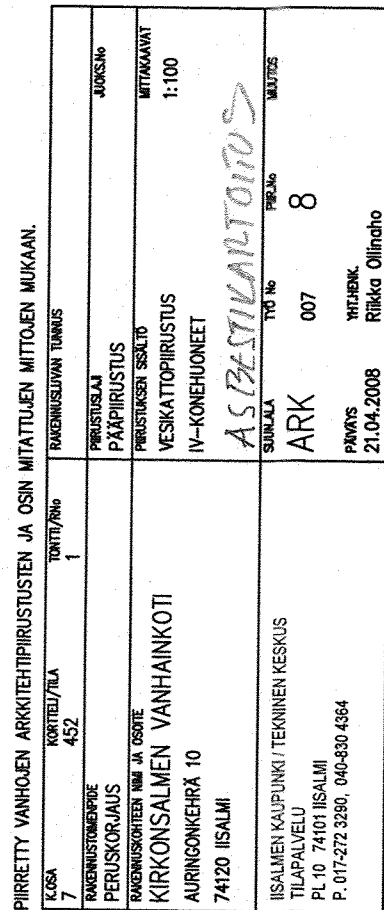 PIIRRETTY VANHOJEN ARKKITEHTIPIIRUSTUSTEN JA OSIN MITATTUJEN MITTOJEN MUKAAN.
K.OSA KORTTELI/TILA TONTTI/RNo RAKENNUSLUVAN TUNNUS
7 452 1
RAKENNUSTOIMENPIDE PIIRUSTUSLAJI JUOKS.No
PERUSKORJAUS PÄÄPIIRUSTUS
RAKENNUSKOHTEEN NIMI JA OSOITE PIIRUSTUKSEN SISÄLTÖ MITTAKAAVAT
KIRKONSALMEN VANHAINKOTI VESIKATTOPIIRUSTUS 1:100
AURINGONKEHRÄ 10 IV-KONEHUONEET
74120 IISALMI ASBESTIKARTOITUS
IISALMEN KAUPUNKI / TEKNINEN KESKUS SUUN.ALA TYÖ No PIIR.No MUUTOS
TILAPALVELU ARK 007 8
PL 10 74101 IISALMI
P. 017-272 3290, 040-830 4364 PÄIVÄYS YHT.HENK.
21.04.2008 Riikka Ollinaho